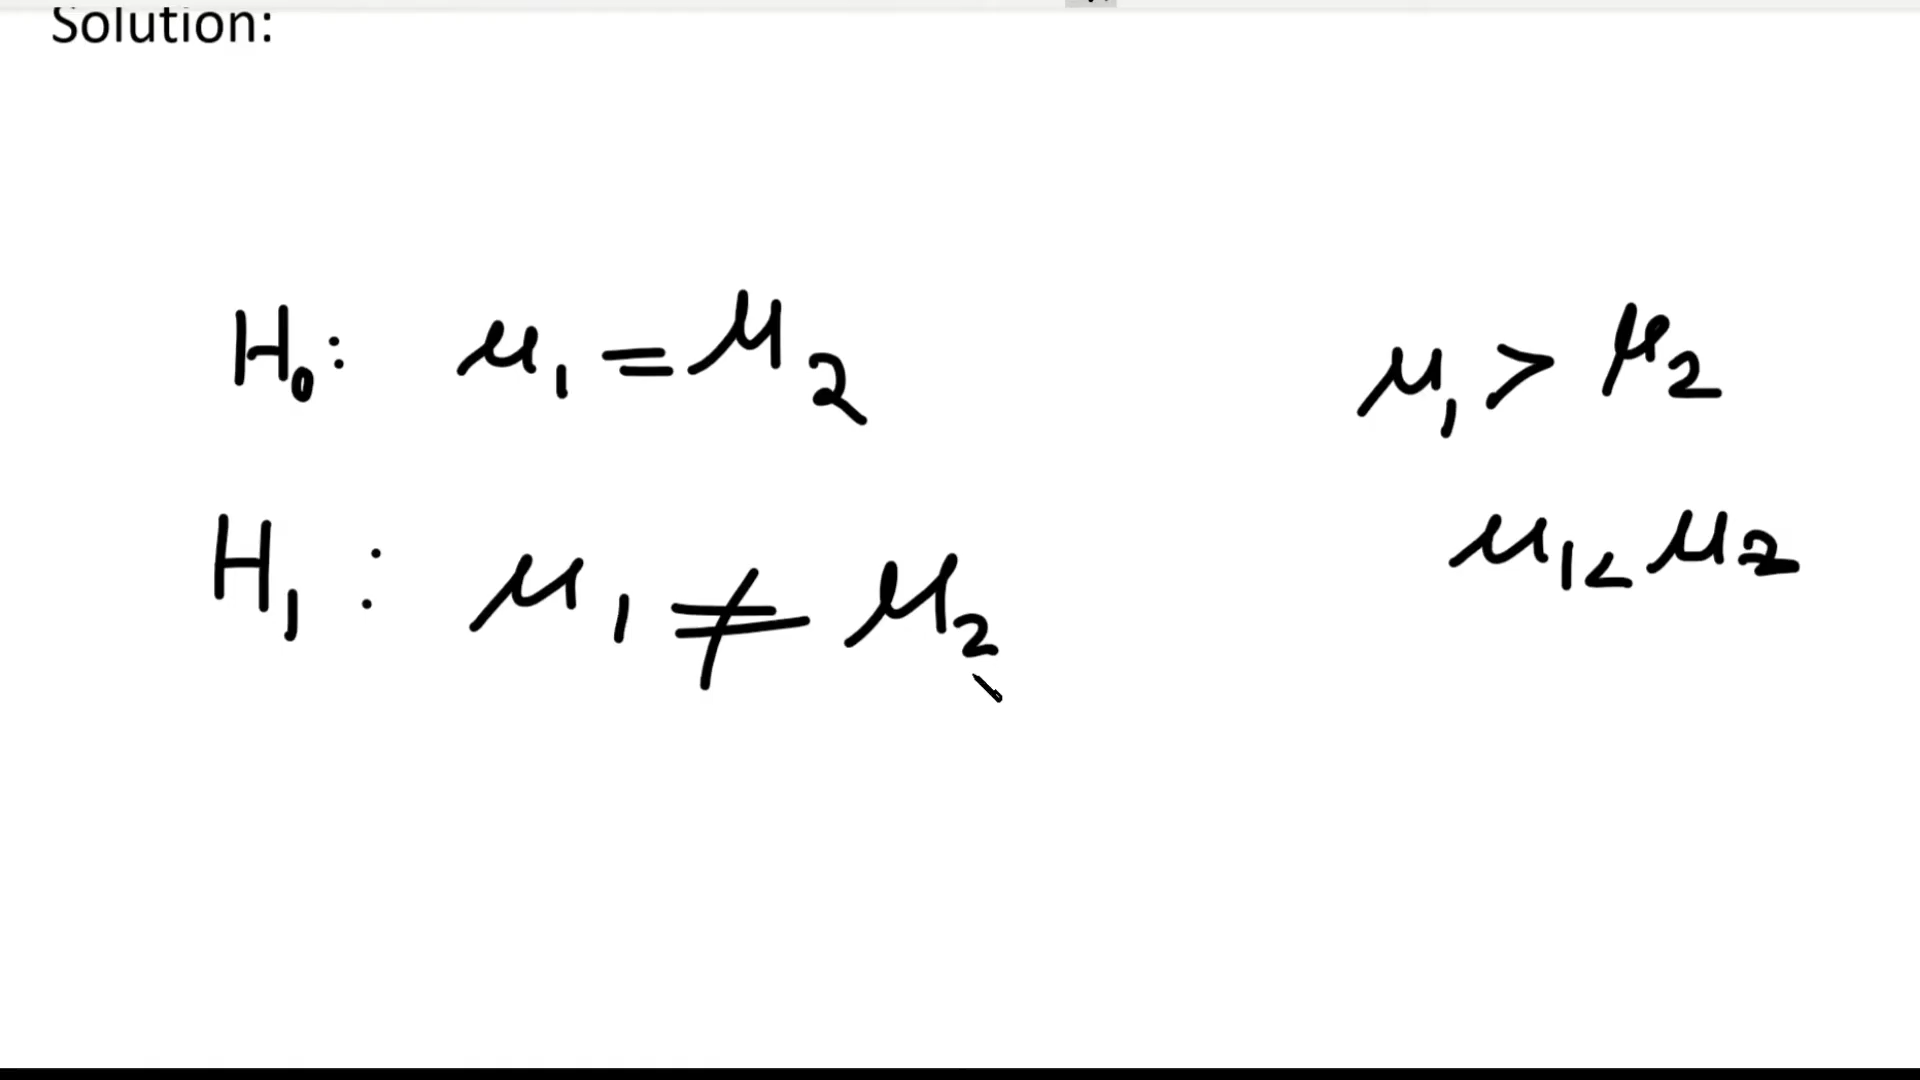 Solution:
H₀: μ₁ = μ₂
μ₁ > μ₂
H₁ : μ₁ ≠ μ₂
μ₁ < μ₂